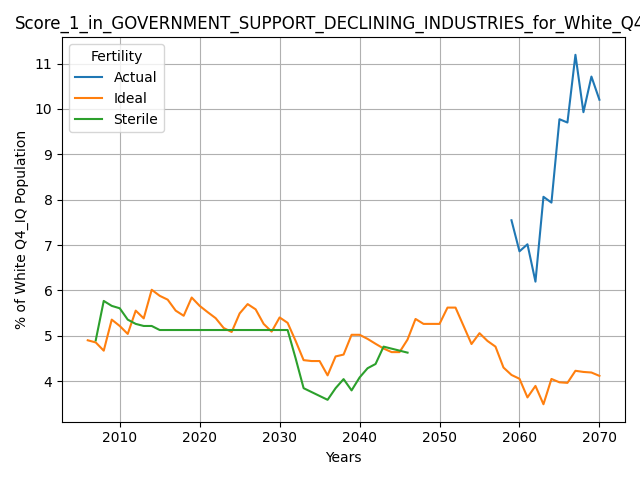 Score_1_in_GOVERNMENT_SUPPORT_DECLINING_INDUSTRIES_for_White_Q4
Fertility
Actual
Ideal
Sterile
% of White Q4_IQ Population
11
10
9
8
7
6
5
4
2010 2020 2030 2040 2050 2060 2070
Years